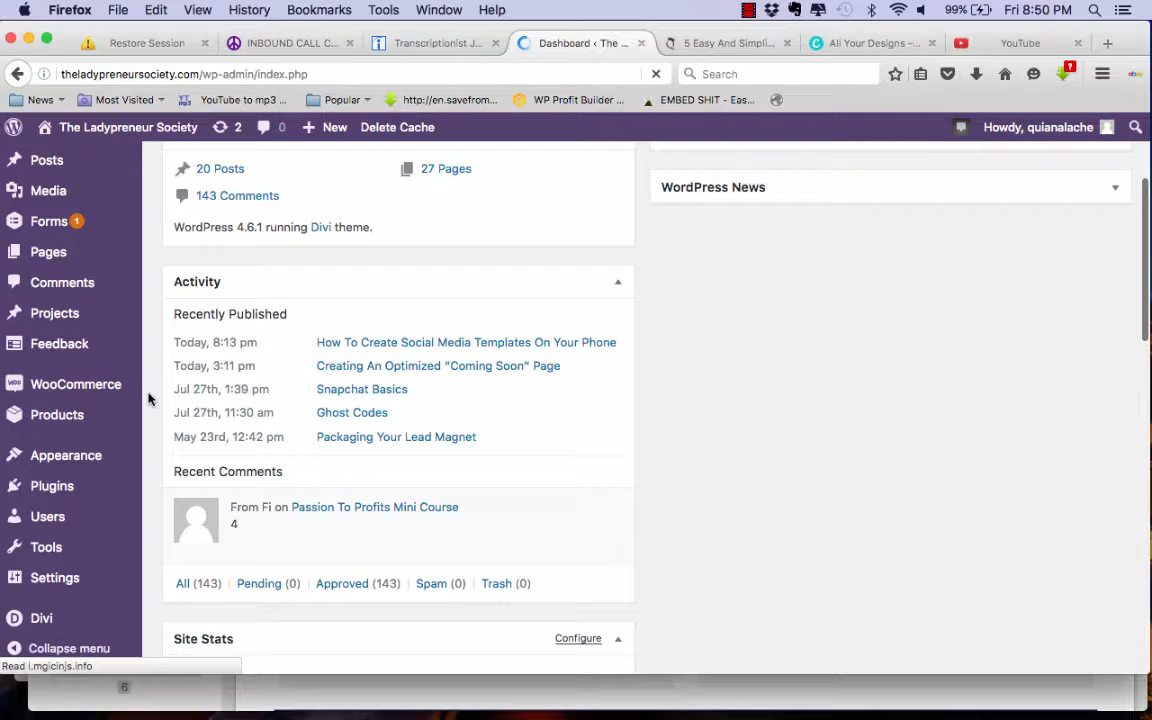 Firefox File Edit View History Bookmarks Tools Window Help 99% Fri 8:50 PM
Restore Session INBOUND CALL C... Transcriptionist J... Dashboard ‹ The ... 5 Easy And Simpli... All Your Designs –... YouTube
theladypreneursociety.com/wp-admin/index.php Search
News Most Visited YouTube to mp3 ... Popular http://en.savefrom... WP Profit Builder ... EMBED SHIT - Eas...
The Ladypreneur Society 2 0 New Delete Cache Howdy, quianalache
Posts
Media
Forms 1
Pages
Comments
Projects
Feedback
WooCommerce
Products
Appearance
Plugins
Users
Tools
Settings
Divi
Collapse menu
20 Posts 27 Pages
143 Comments
WordPress 4.6.1 running Divi theme.
WordPress News
Activity
Recently Published
Today, 8:13 pm How To Create Social Media Templates On Your Phone
Today, 3:11 pm Creating An Optimized "Coming Soon" Page
Jul 27th, 1:39 pm Snapchat Basics
Jul 27th, 11:30 am Ghost Codes
May 23rd, 12:42 pm Packaging Your Lead Magnet
Recent Comments
From Fi on Passion To Profits Mini Course
4
All (143) | Pending (0) | Approved (143) | Spam (0) | Trash (0)
Site Stats Configure
Read i.mgicinjs.info
6